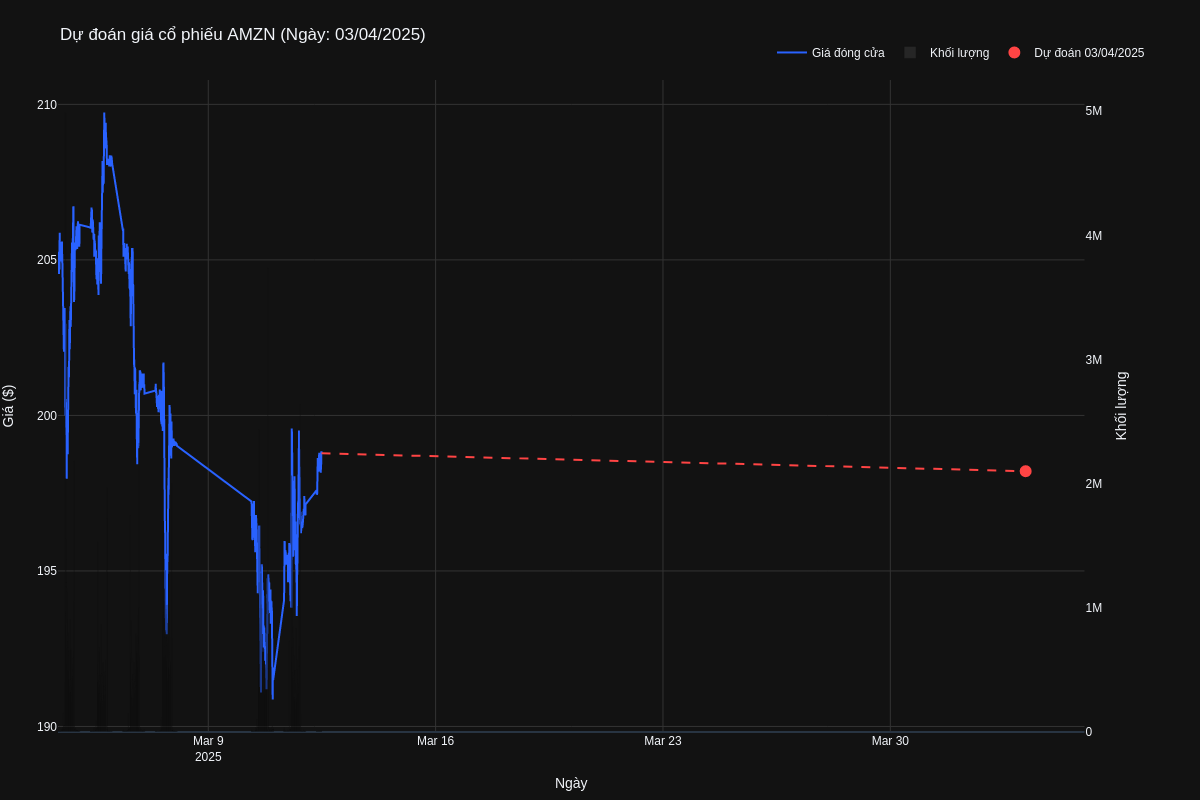 Dự đoán giá cổ phiếu AMZN (Ngày: 03/04/2025)
Giá đóng cửa
Khối lượng
Dự đoán 03/04/2025
210
205
200
195
190
Giá ($)
5M
4M
3M
2M
1M
0
Khối lượng
Mar 9
2025
Mar 16
Mar 23
Mar 30
Ngày